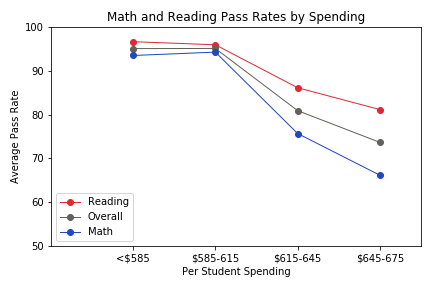 Math and Reading Pass Rates by Spending
100
90
80
70
60
50
Average Pass Rate
Reading
Overall
Math
<$585
$585-615
$615-645
$645-675
Per Student Spending